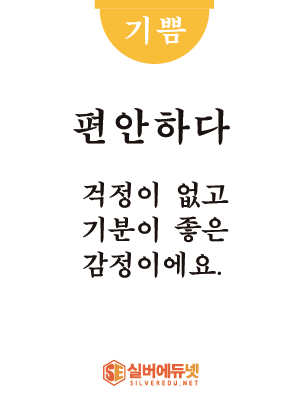 기쁨
편안하다
걱정이 없고
기분이 좋은
감정이에요.
SE 실버에듀넷
SILVEREDU.NET